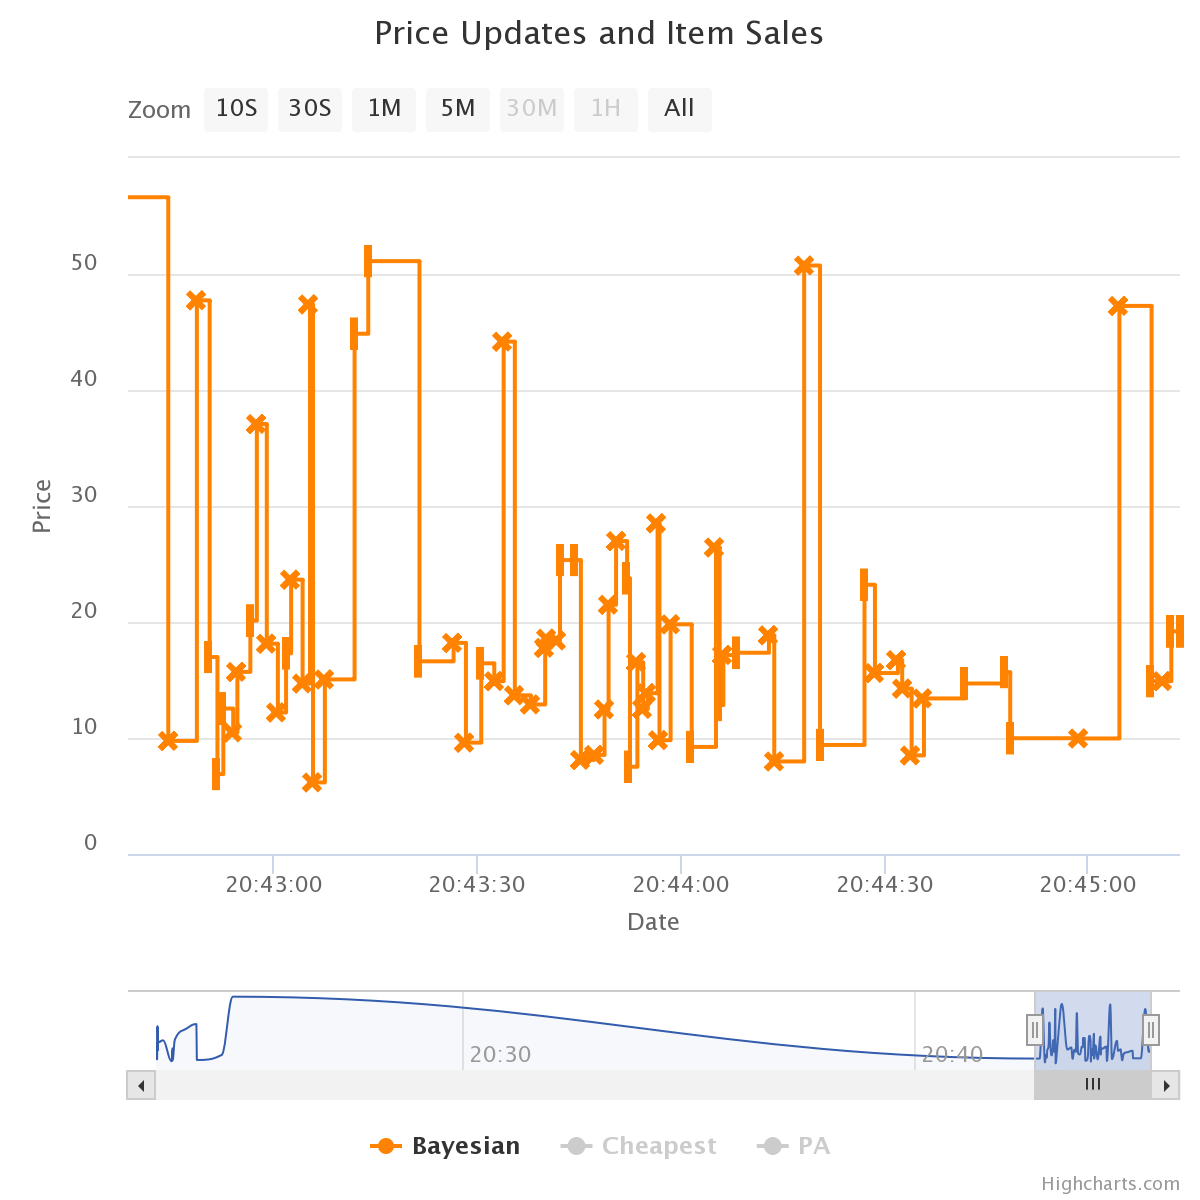 Price Updates and Item Sales
Zoom 10S 30S 1M 5M 30M 1H All
50
40
30
20
10
0
Price
20:43:00 20:43:30 20:44:00 20:44:30 20:45:00
Date
20:30 20:40
Bayesian Cheapest PA
Highcharts.com